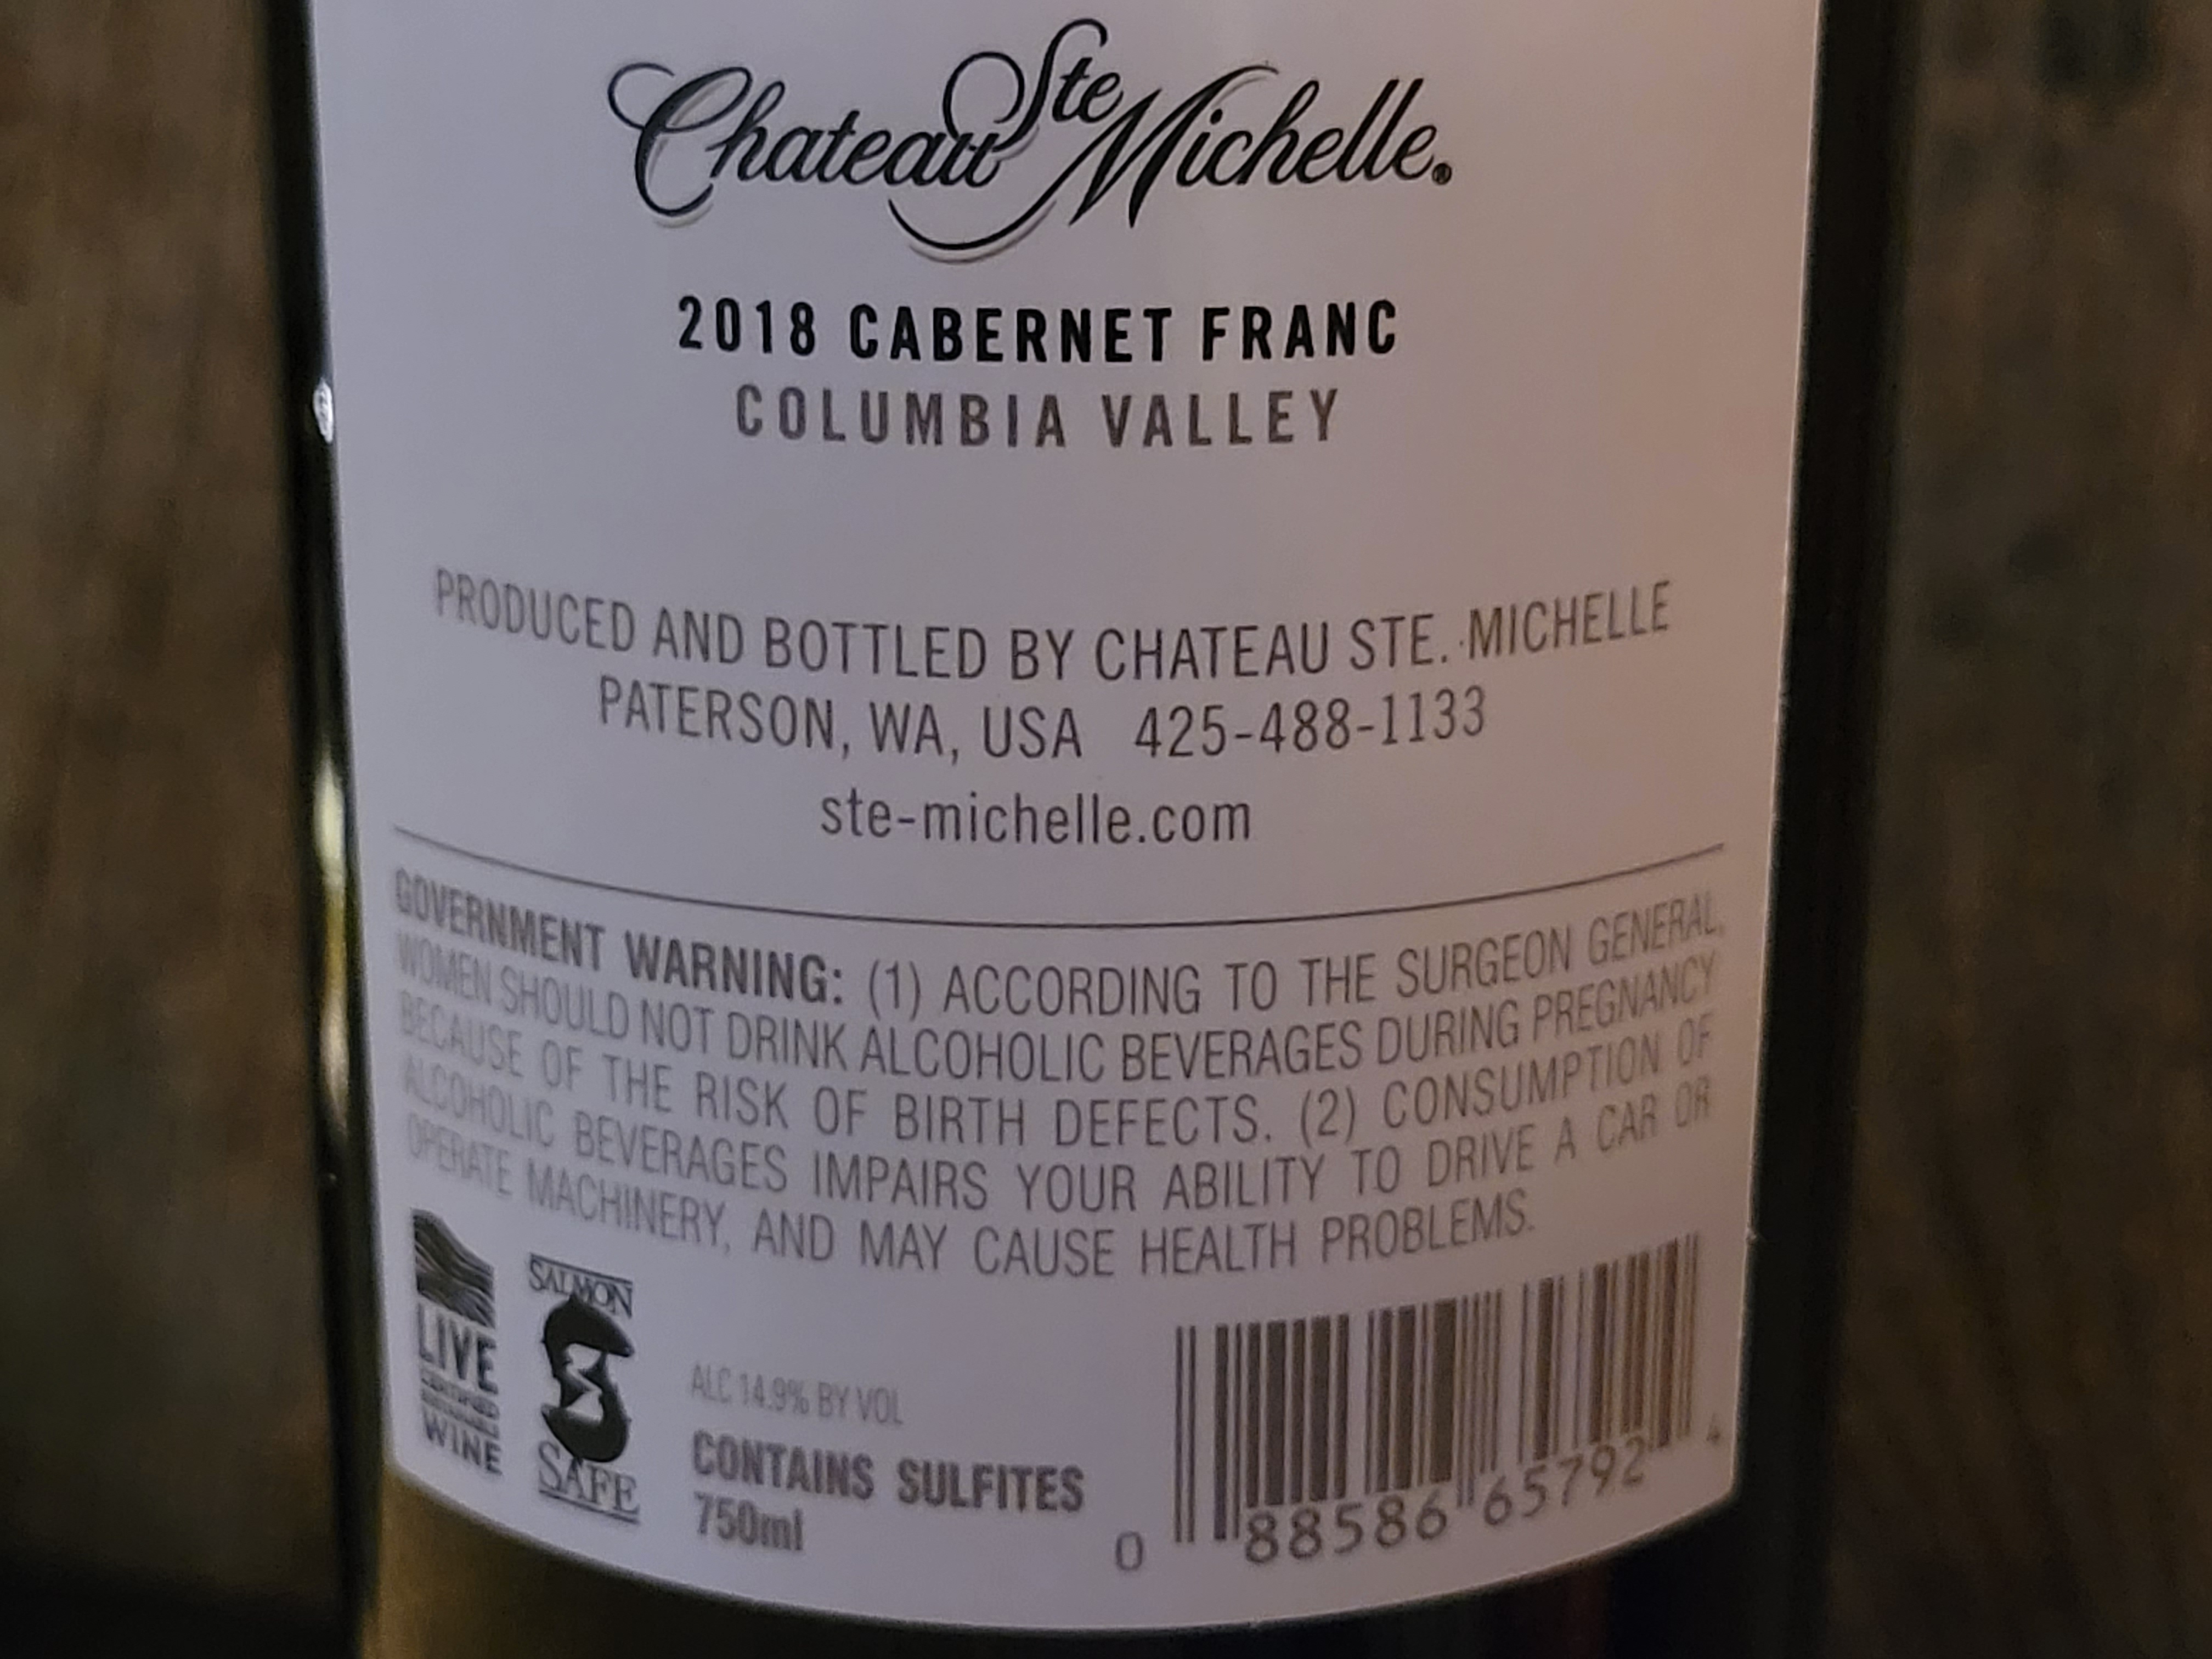 Chateau Ste Michelle.
2018 CABERNET FRANC
COLUMBIA VALLEY
PRODUCED AND BOTTLED BY CHATEAU STE. MICHELLE
PATERSON, WA, USA 425-488-1133
ste-michelle.com
GOVERNMENT WARNING: (1) ACCORDING TO THE SURGEON GENERAL,
WOMEN SHOULD NOT DRINK ALCOHOLIC BEVERAGES DURING PREGNANCY
BECAUSE OF THE RISK OF BIRTH DEFECTS. (2) CONSUMPTION OF
ALCOHOLIC BEVERAGES IMPAIRS YOUR ABILITY TO DRIVE A CAR OR
OPERATE MACHINERY, AND MAY CAUSE HEALTH PROBLEMS.
LIVE
CERTIFIED
WINE
SALMON
SAFE
ALC 14.9% BY VOL
CONTAINS SULFITES
750ml
0 88586 65792 4